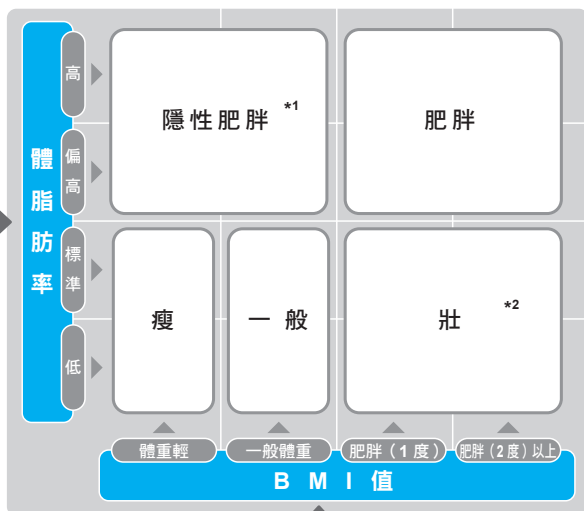 高
隱性肥胖 *1
肥胖
體脂肪率
偏高
標準
瘦
一般
壯 *2
低
體重輕
一般體重
肥胖（1度）
肥胖（2度）以上
BMI值